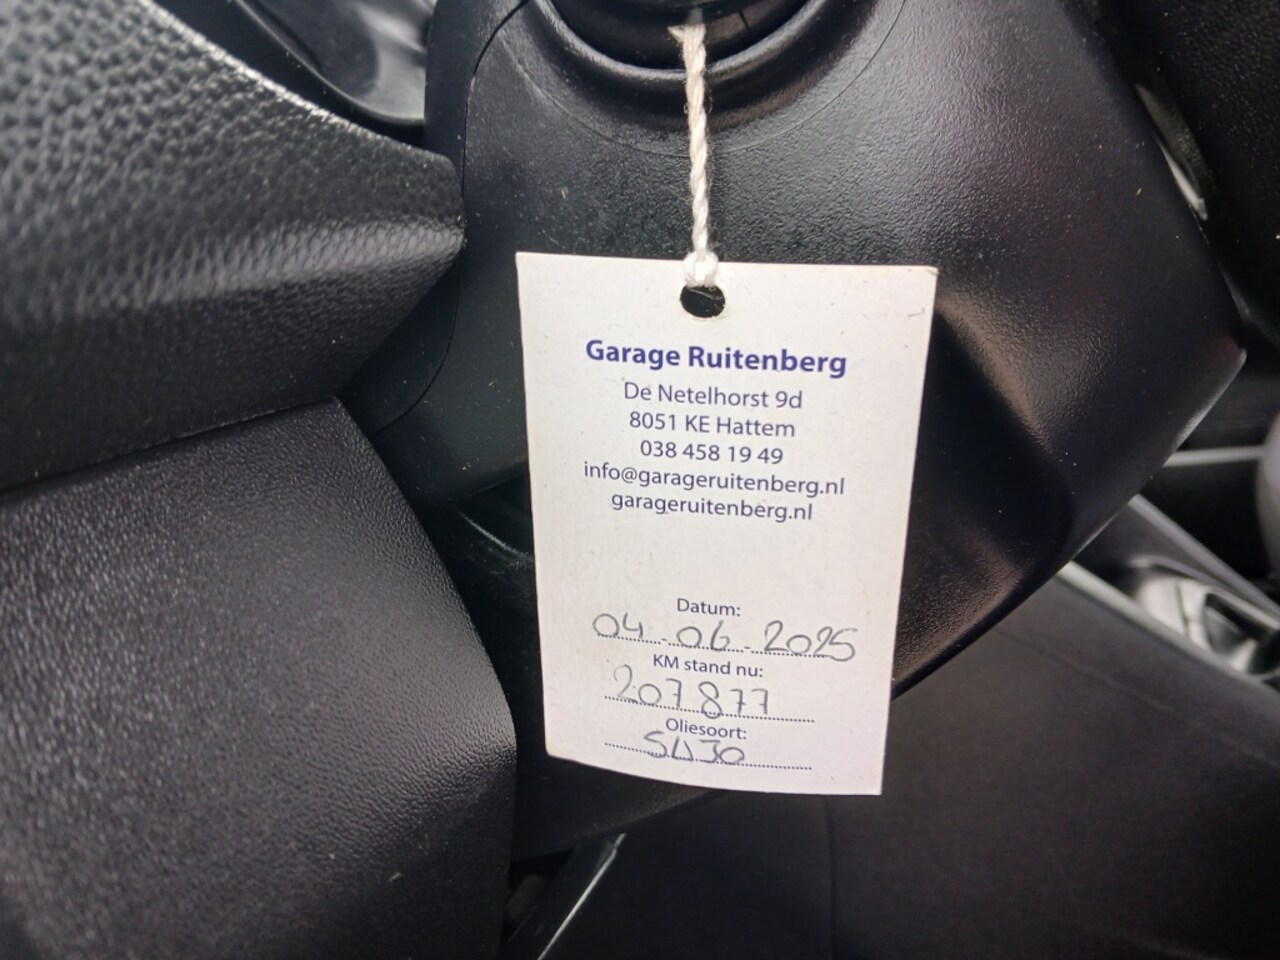 Garage Ruitenberg
De Netelhorst 9d
8051 KE Hattem
038 458 19 49
info@garageruitenberg.nl
garageruitenberg.nl
Datum:
04-06-2025
KM stand nu:
207877
Oliesoort: